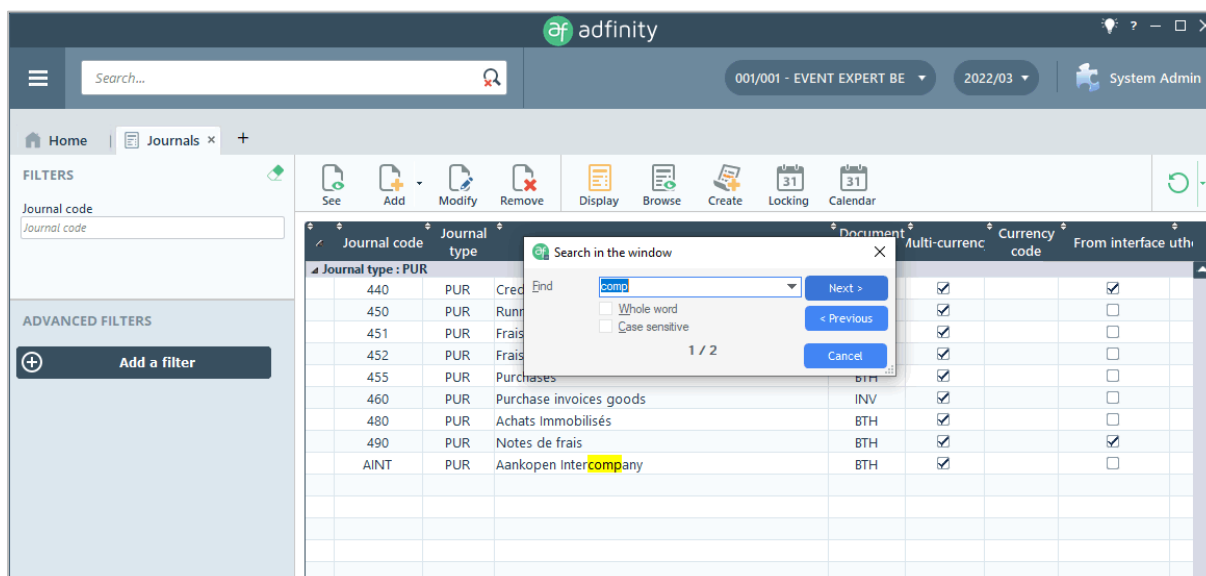 adfinity
?
Search...
001/001 - EVENT EXPERT BE
2022/03
System Admin
Home
Journals
FILTERS
Journal code
Journal code
ADVANCED FILTERS
Add a filter
See
Add
Modify
Remove
Display
Browse
Create
31
Locking
31
Calendar
Journal code
Journal type
Document
Multi-currenc
Currency code
From interface
uthe
Journal type : PUR
440 PUR Cred
450 PUR Runr
451 PUR Frais
452 PUR Frais
455 PUR Purchases BTH
460 PUR Purchase invoices goods INV
480 PUR Achats Immobilisés BTH
490 PUR Notes de frais BTH
AINT PUR Aankopen Intercompany BTH
Search in the window
Find
comp
Next >
Whole word
< Previous
Case sensitive
1 / 2
Cancel